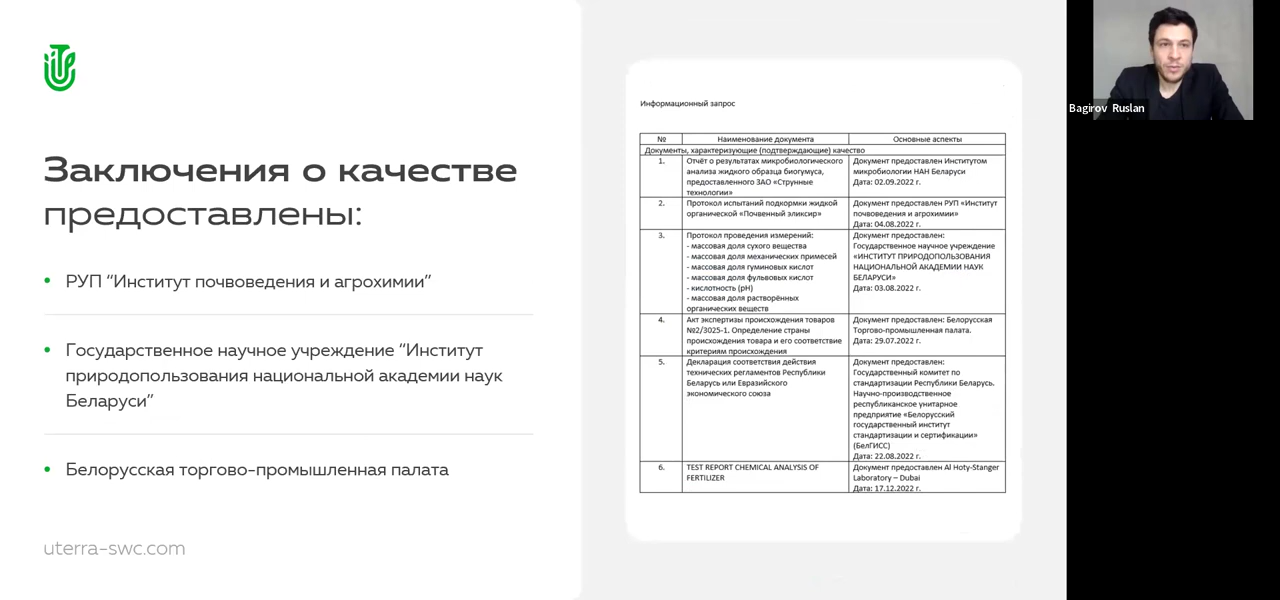 Заключения о качестве
предоставлены:
• РУП “Институт почвоведения и агрохимии”
• Государственное научное учреждение “Институт
природопользования национальной академии наук
Беларуси”
• Белорусская торгово-промышленная палата
uterra-swc.com
Информационный запрос
№ Наименование документа Основные аспекты
Документы, характеризующие (подтверждающие) качество
1. Отчёт о результатах микробиологического Документ предоставлен Институтом
анализа жидкого образца биогумуса, микробиологии НАН Беларуси
предоставленного ЗАО «Струнные Дата: 02.09.2022 г.
технологии»
2. Протокол испытаний подкормки жидкой Документ предоставлен РУП «Институт
органической «Почвенный эликсир» почвоведения и агрохимии»
Дата: 04.08.2022 г.
3. Протокол проведения измерений: Документ предоставлен:
- массовая доля сухого вещества Государственное научное учреждение
- массовая доля механических примесей «ИНСТИТУТ ПРИРОДОПОЛЬЗОВАНИЯ
- массовая доля гуминовых кислот НАЦИОНАЛЬНОЙ АКАДЕМИИ НАУК
- массовая доля фульвовых кислот БЕЛАРУСИ»
- кислотность (pH) Дата: 03.08.2022 г.
- массовая доля растворённых
органических веществ
4. Акт экспертизы происхождения товаров Документ предоставлен: Белорусская
№2/3025-1. Определение страны Торгово-промышленная палата.
происхождения товара и его соответствие Дата: 29.07.2022 г.
критериям происхождения
5. Декларация соответствия действия Документ предоставлен:
технических регламентов Республики Государственный комитет по
Беларусь или Евразийского стандартизации Республики Беларусь.
экономического союза Научно-производственное
республиканское унитарное
предприятие «Белорусский
государственный институт
стандартизации и сертификации»
(БелГИСС)
Дата: 22.08.2022 г.
6. TEST REPORT CHEMICAL ANALYSIS OF Документ предоставлен Al Hoty-Stanger
FERTILIZER Laboratory – Dubai
Дата: 17.12.2022 г.
Bagirov Ruslan